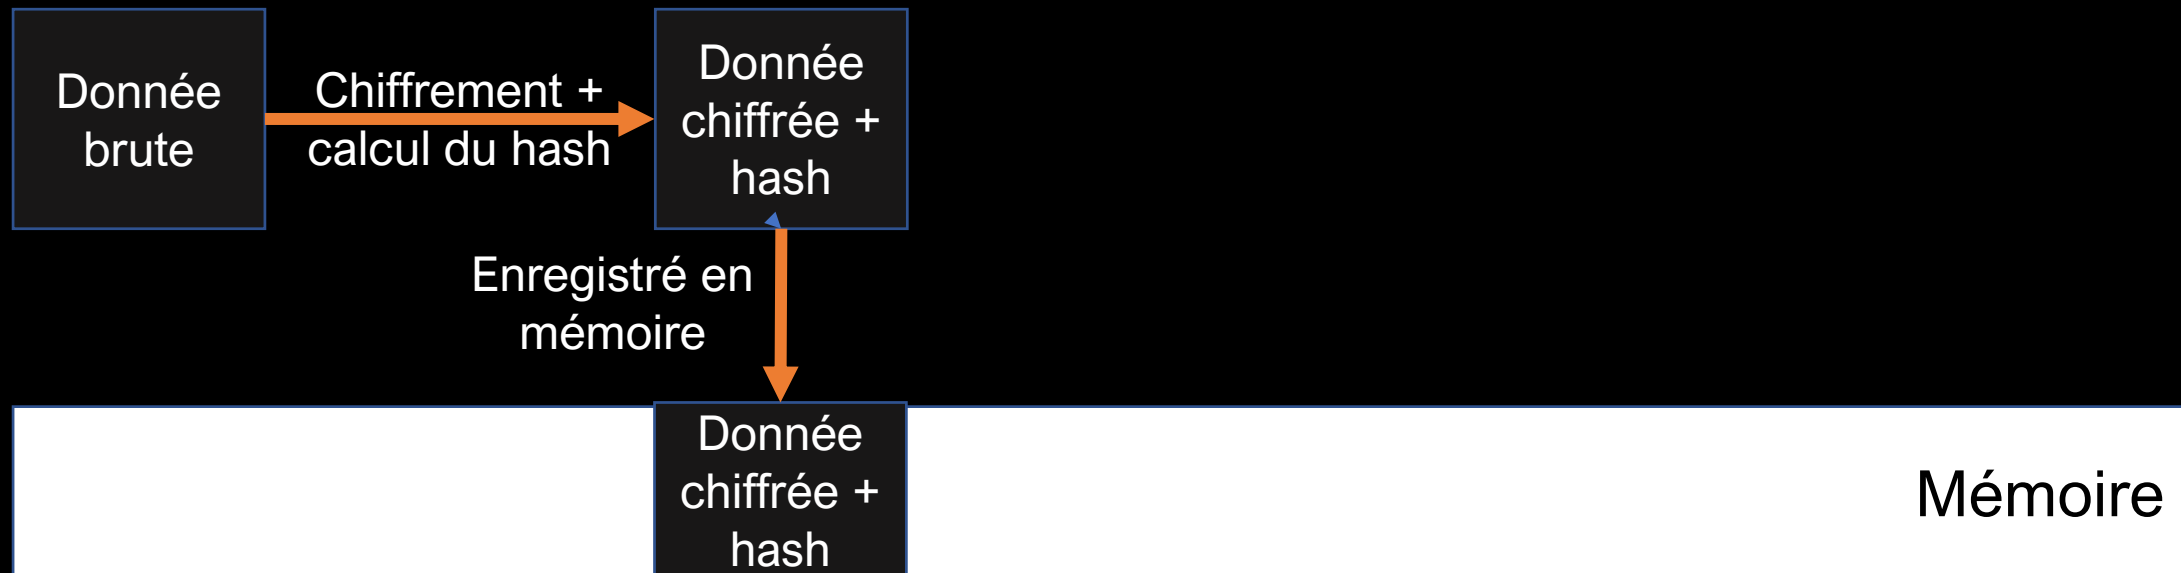 Donnée
brute
Chiffrement +
calcul du hash
Donnée
chiffrée +
hash
Enregistré en
mémoire
Donnée
chiffrée +
hash
Mémoire